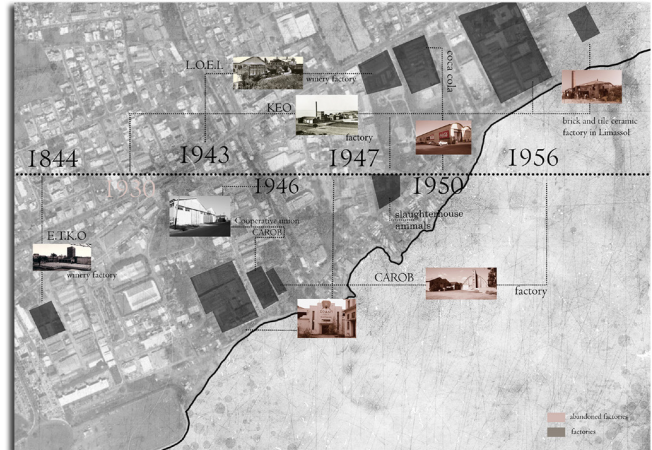 L.O.E.L
winery factory
coca cola
KEO
factory
brick and tile ceramic
factory in Limassol
1844
1943
1947
1956
1930
1946
1950
Cooperative union
CAROB
slaughterhouse
animals
E.T.K.O
winery factory
CAROB
factory
abandoned factories
factories